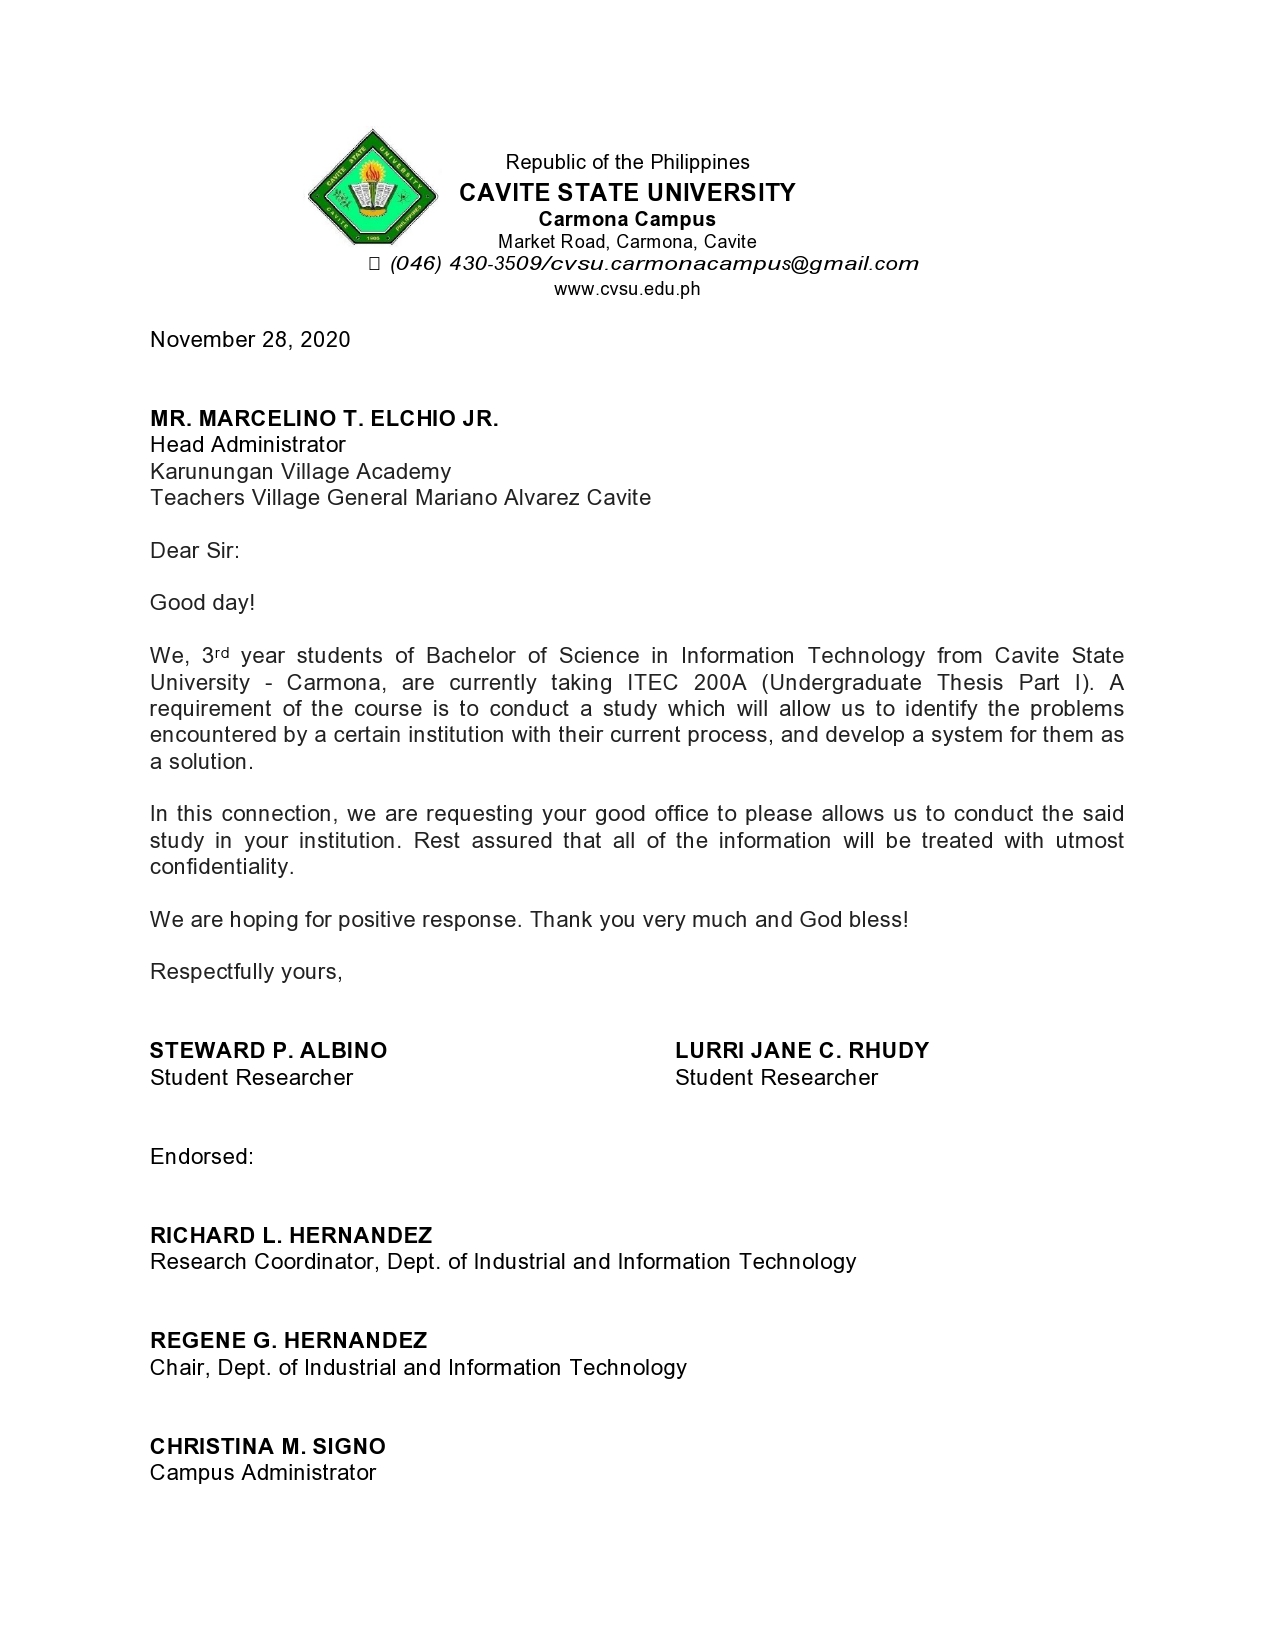 CAVITE STATE UNIVERSITY
CAVITE PHILIPPINES
1906
Republic of the Philippines
CAVITE STATE UNIVERSITY
Carmona Campus
Market Road, Carmona, Cavite
(046) 430-3509/cvsu.carmonacampus@gmail.com
www.cvsu.edu.ph
November 28, 2020
MR. MARCELINO T. ELCHIO JR.
Head Administrator
Karunungan Village Academy
Teachers Village General Mariano Alvarez Cavite
Dear Sir:
Good day!
We, 3rd year students of Bachelor of Science in Information Technology from Cavite State
University - Carmona, are currently taking ITEC 200A (Undergraduate Thesis Part I). A
requirement of the course is to conduct a study which will allow us to identify the problems
encountered by a certain institution with their current process, and develop a system for them as
a solution.
In this connection, we are requesting your good office to please allows us to conduct the said
study in your institution. Rest assured that all of the information will be treated with utmost
confidentiality.
We are hoping for positive response. Thank you very much and God bless!
Respectfully yours,
STEWARD P. ALBINO LURRI JANE C. RHUDY
Student Researcher Student Researcher
Endorsed:
RICHARD L. HERNANDEZ
Research Coordinator, Dept. of Industrial and Information Technology
REGENE G. HERNANDEZ
Chair, Dept. of Industrial and Information Technology
CHRISTINA M. SIGNO
Campus Administrator